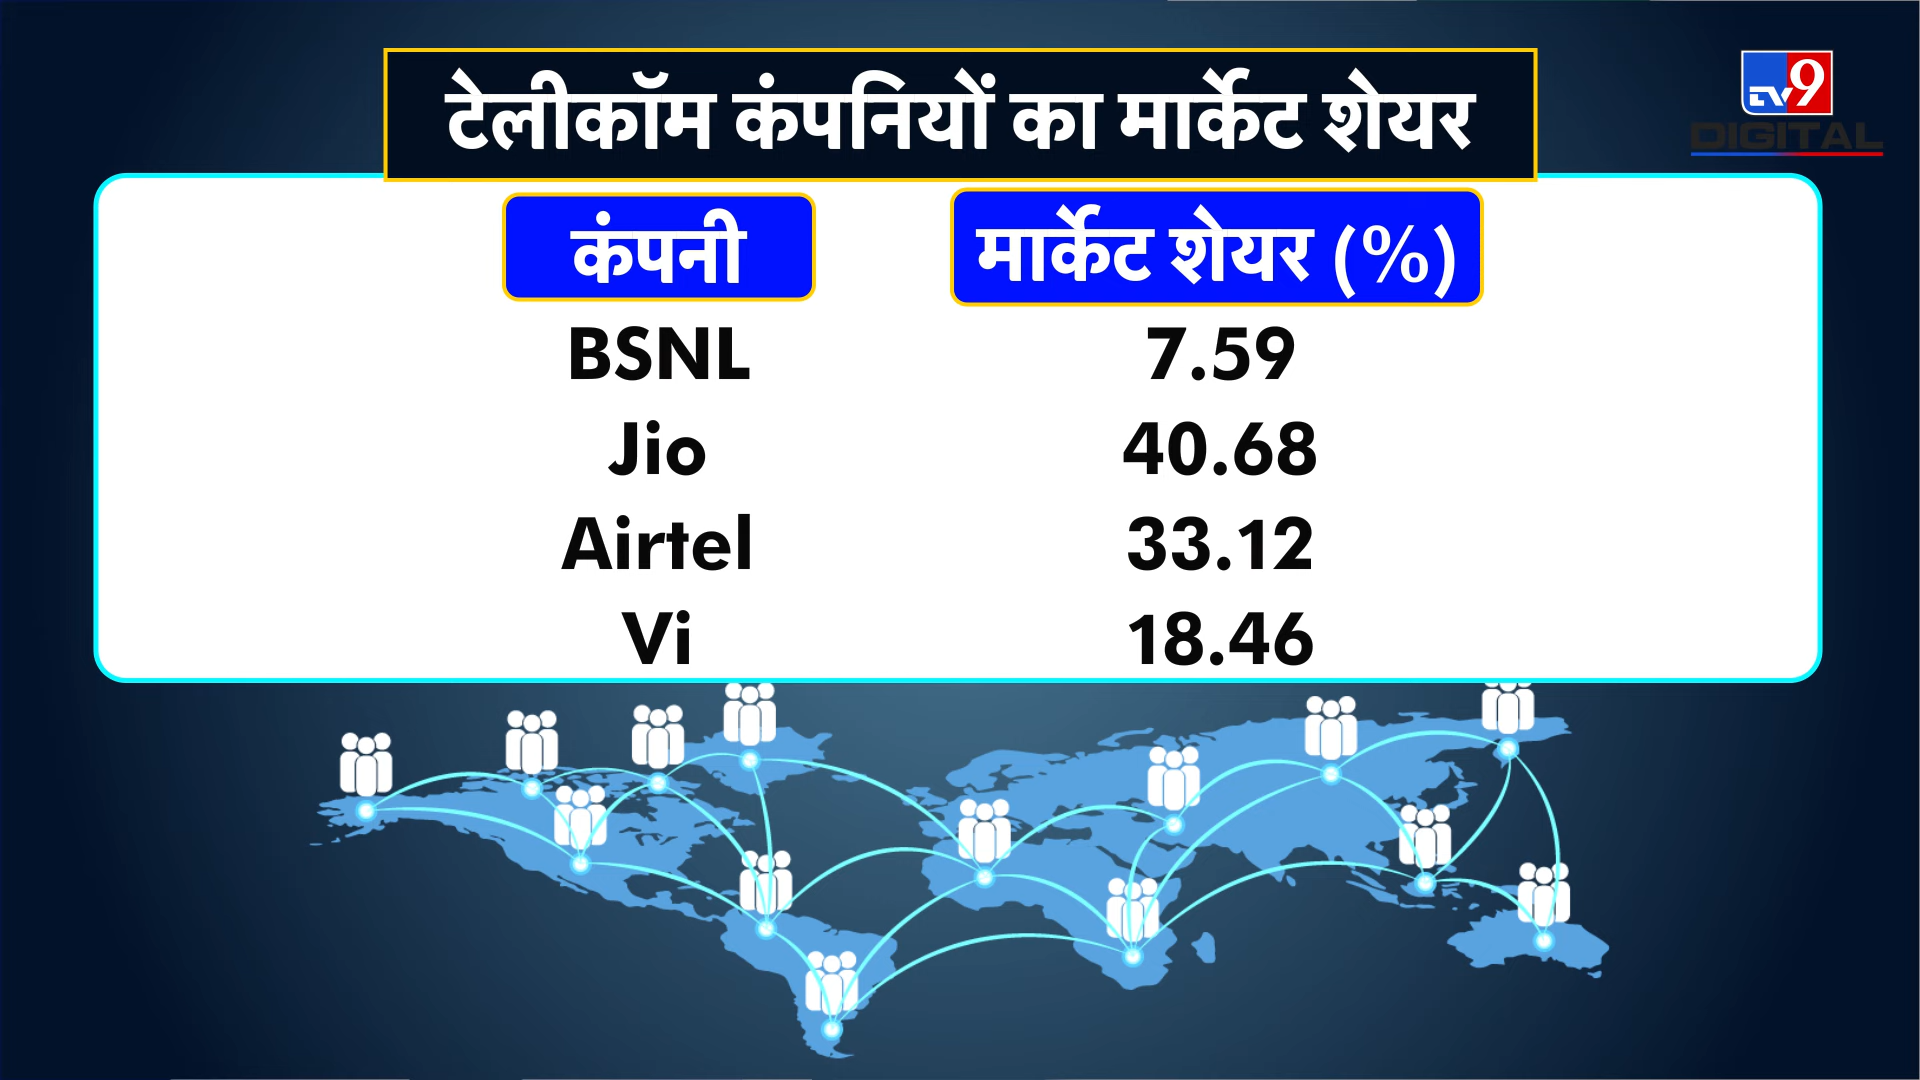 टेलीकॉम कंपनियों का मार्केट शेयर
TV9
DIGITAL
कंपनी मार्केट शेयर (%)
BSNL 7.59
Jio 40.68
Airtel 33.12
Vi 18.46